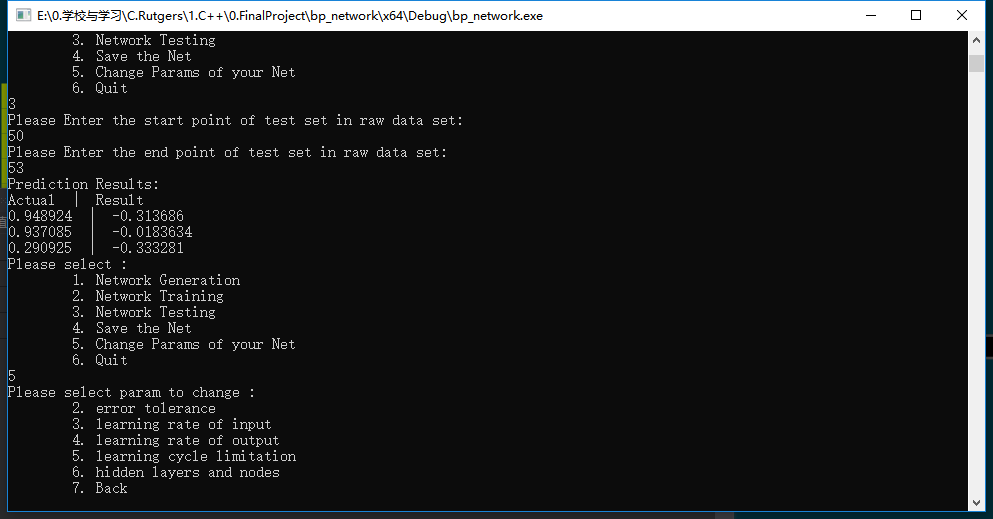 E:\0.学校与学习\C.Rutgers\1.C++\0.FinalProject\bp_network\x64\Debug\bp_network.exe
3. Network Testing
4. Save the Net
5. Change Params of your Net
6. Quit
3
Please Enter the start point of test set in raw data set:
50
Please Enter the end point of test set in raw data set:
53
Prediction Results:
Actual | Result
0.948924 | -0.313686
0.937085 | -0.0183634
0.290925 | -0.333281
Please select :
1. Network Generation
2. Network Training
3. Network Testing
4. Save the Net
5. Change Params of your Net
6. Quit
5
Please select param to change :
2. error tolerance
3. learning rate of input
4. learning rate of output
5. learning cycle limitation
6. hidden layers and nodes
7. Back